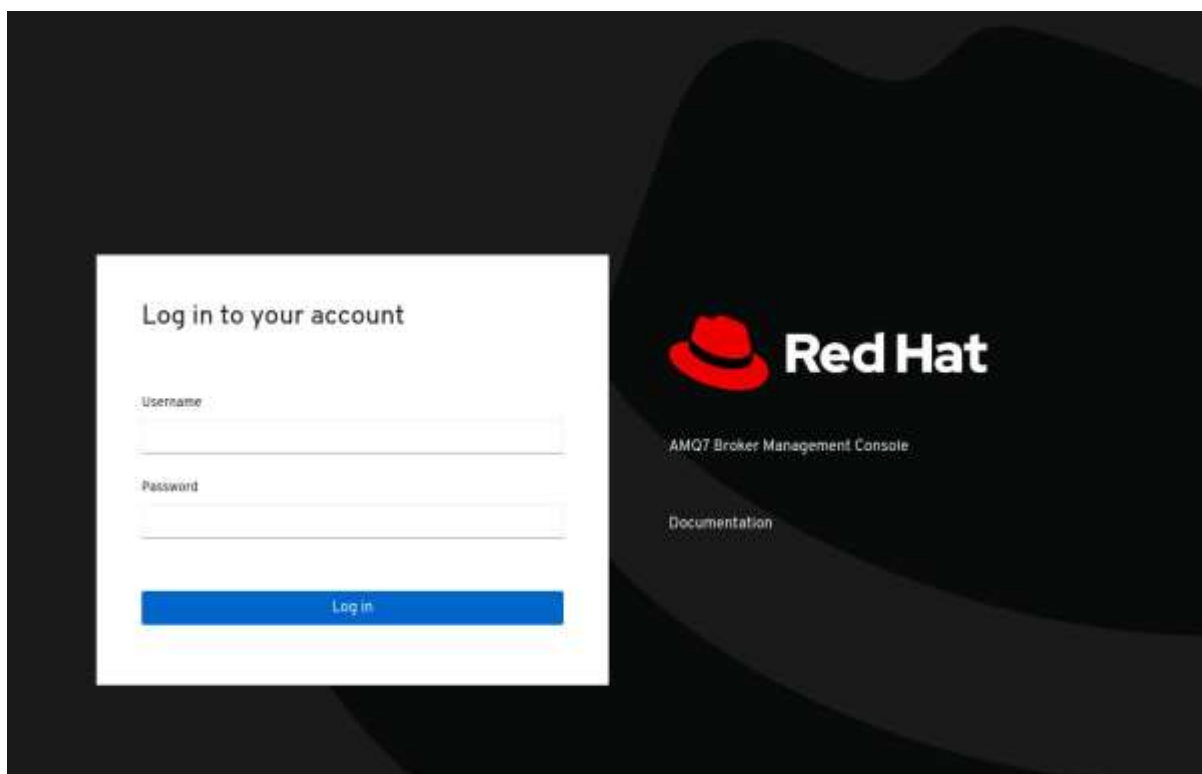 Log in to your account
Username
Password
Log in
Red Hat
AMQ7 Broker Management Console
Documentation